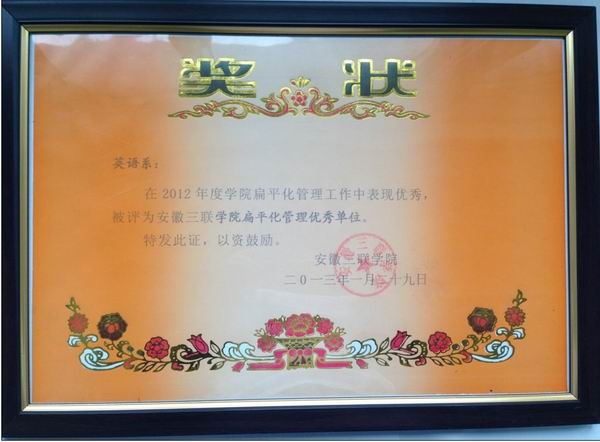 奖 状
英语系：
在 2012 年度学院扁平化管理工作中表现优秀，
被评为安徽三联学院扁平化管理优秀单位。
特发此证，以资鼓励。
安徽三联学院
二0一三年一月二十九日